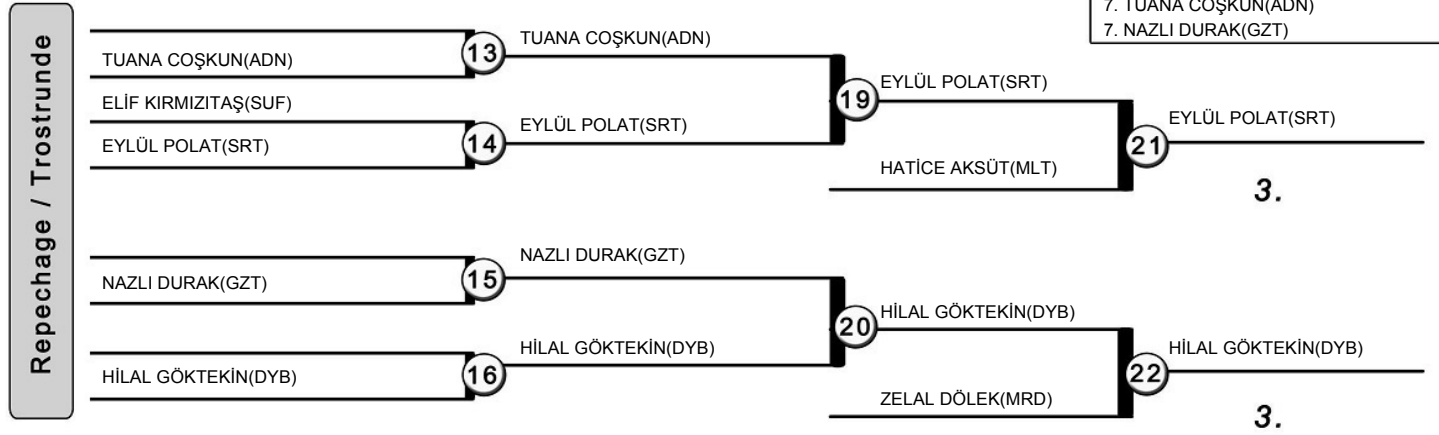 7. TUANA COŞKUN(ADN)
7. NAZLI DURAK(GZT)
Repechage / Trostrunde
TUANA COŞKUN(ADN)
13
TUANA COŞKUN(ADN)
ELİF KIRMIZITAŞ(SUF)
EYLÜL POLAT(SRT)
14
EYLÜL POLAT(SRT)
19
EYLÜL POLAT(SRT)
HATİCE AKSÜT(MLT)
21
EYLÜL POLAT(SRT)
3.
NAZLI DURAK(GZT)
15
NAZLI DURAK(GZT)
HİLAL GÖKTEKİN(DYB)
16
HİLAL GÖKTEKİN(DYB)
20
HİLAL GÖKTEKİN(DYB)
ZELAL DÖLEK(MRD)
22
HİLAL GÖKTEKİN(DYB)
3.